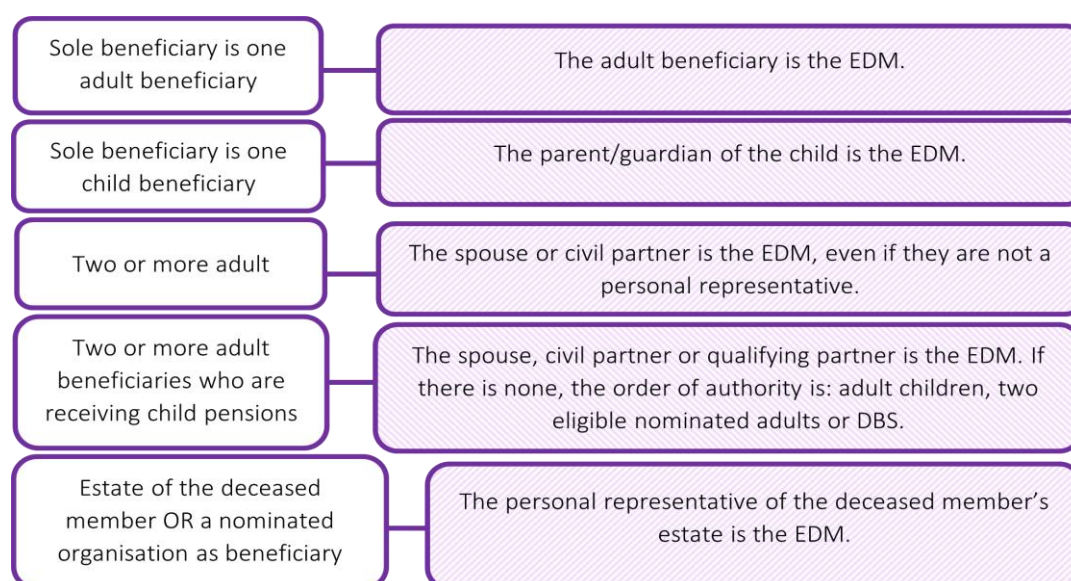 Sole beneficiary is one
adult beneficiary
The adult beneficiary is the EDM.
Sole beneficiary is one
child beneficiary
The parent/guardian of the child is the EDM.
Two or more adult
The spouse or civil partner is the EDM, even if they are not a
personal representative.
Two or more adult
beneficiaries who are
receiving child pensions
The spouse, civil partner or qualifying partner is the EDM. If
there is none, the order of authority is: adult children, two
eligible nominated adults or DBS.
Estate of the deceased
member OR a nominated
organisation as beneficiary
The personal representative of the deceased member’s
estate is the EDM.